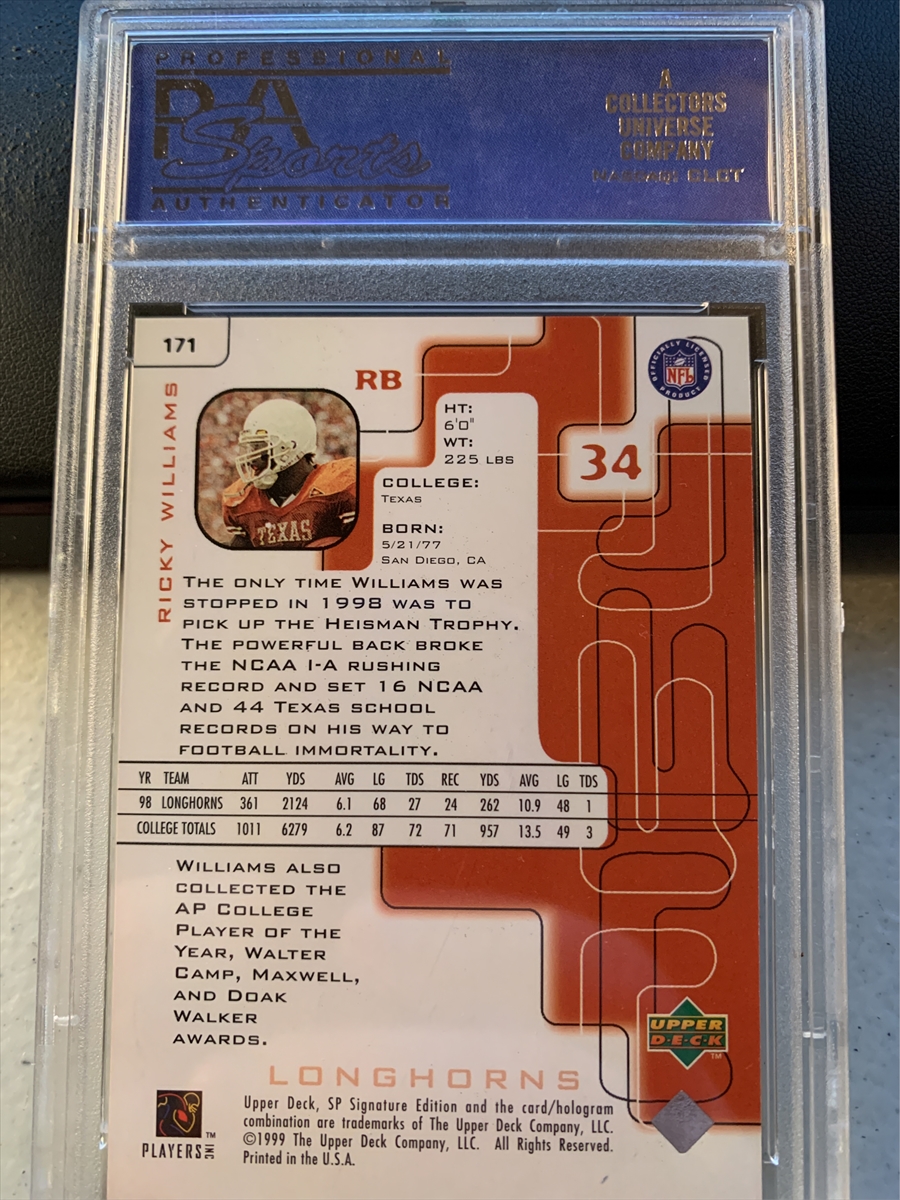 PROFESSIONAL
PSA
Sports
AUTHENTICATOR
A
COLLECTORS
UNIVERSE
COMPANY
NASDAQ: CLCT
171
RICKY WILLIAMS
RB
OFFICIALLY LICENSED
NFL
PRODUCT
HT:
6'0"
WT:
225 LBS
COLLEGE:
TEXAS
BORN:
5/21/77
SAN DIEGO, CA
34
TEXAS
THE ONLY TIME WILLIAMS WAS
STOPPED IN 1998 WAS TO
PICK UP THE HEISMAN TROPHY.
THE POWERFUL BACK BROKE
THE NCAA I-A RUSHING
RECORD AND SET 16 NCAA
AND 44 TEXAS SCHOOL
RECORDS ON HIS WAY TO
FOOTBALL IMMORTALITY.
YR TEAM ATT YDS AVG LG TDS REC YDS AVG LG TDS
98 LONGHORNS 361 2124 6.1 68 27 24 262 10.9 48 1
COLLEGE TOTALS 1011 6279 6.2 87 72 71 957 13.5 49 3
WILLIAMS ALSO
COLLECTED THE
AP COLLEGE
PLAYER OF THE
YEAR, WALTER
CAMP, MAXWELL,
AND DOAK
WALKER
AWARDS.
UPPER
DECK
TM
LONGHORNS
PLAYERS INC TM
Upper Deck, SP Signature Edition and the card/hologram
combination are trademarks of The Upper Deck Company, LLC.
©1999 The Upper Deck Company, LLC. All Rights Reserved.
Printed in the U.S.A.